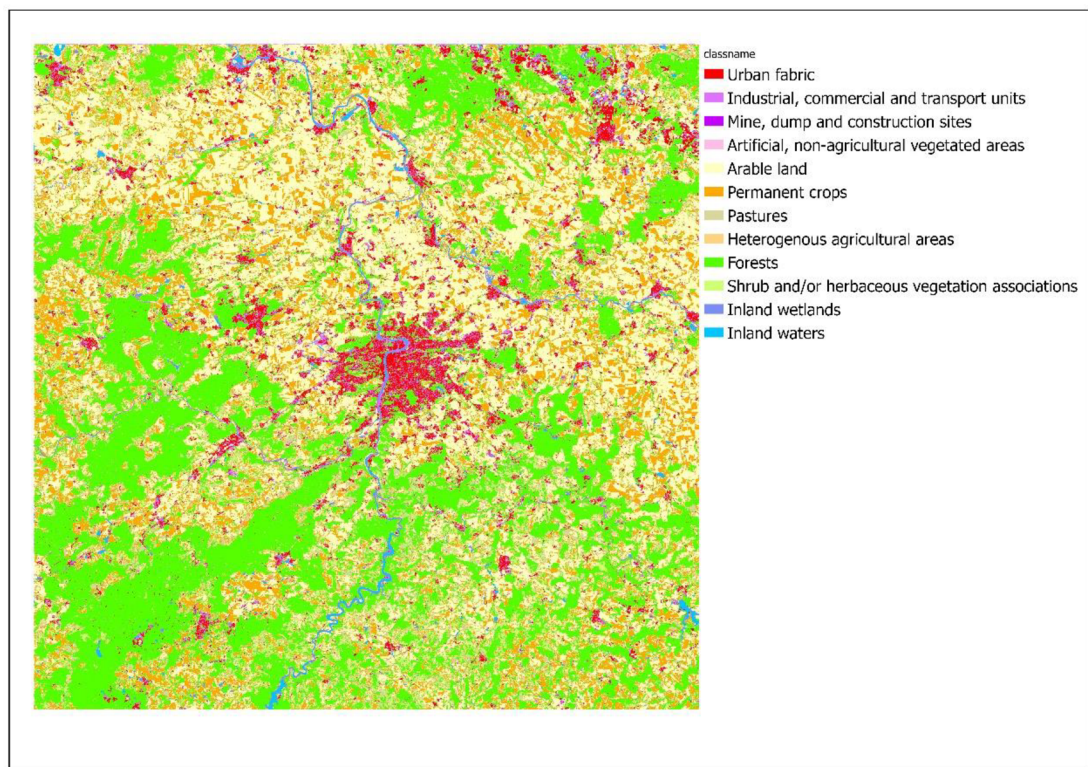 classname
Urban fabric
Industrial, commercial and transport units
Mine, dump and construction sites
Artificial, non-agricultural vegetated areas
Arable land
Permanent crops
Pastures
Heterogenous agricultural areas
Forests
Shrub and/or herbaceous vegetation associations
Inland wetlands
Inland waters